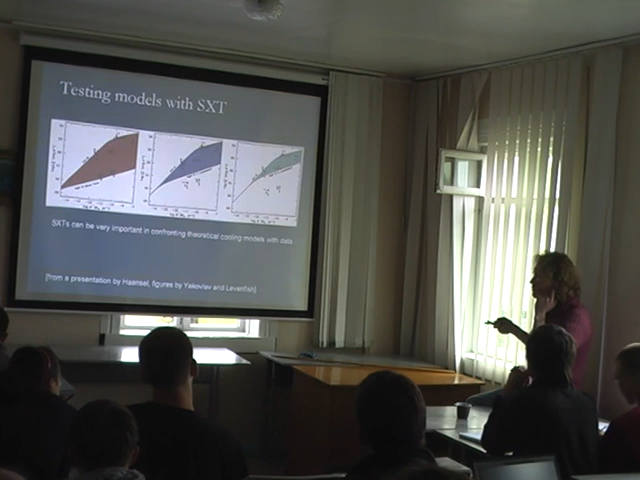 Testing models with SXT
SXTs can be very important in confronting theoretical cooling models with data
[from a presentation by Haensel, figures by Yakovlev and Levenfish]